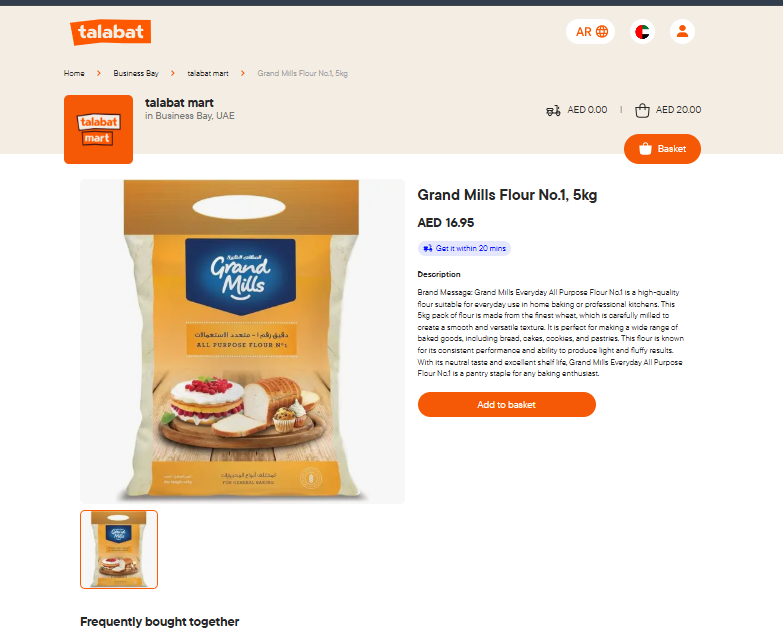 talabat
AR
Home > Business Bay > talabat mart > Grand Mills Flour No.1, 5kg
talabat mart
in Business Bay, UAE
AED 0.00 | AED 20.00
talabat
mart
Basket
Grand Mills Flour No.1, 5kg
AED 16.95
Get it within 20 mins
Description
Brand Message: Grand Mills Everyday All Purpose Flour No.1 is a high-quality
flour suitable for everyday use in home baking or professional kitchens. This
5kg pack of flour is made from the finest wheat, which is carefully milled to
create a smooth and versatile texture. It is perfect for making a wide range of
baked goods, including bread, cakes, cookies, and pastries. This flour is known
for its consistent performance and ability to produce light and fluffy results.
With its neutral taste and excellent shelf life, Grand Mills Everyday All Purpose
Flour No.1 is a pantry staple for any baking enthusiast.
Add to basket
Grand
Mills
دقيق رقم ١ - متعدد الاستعمالات
ALL PURPOSE FLOUR Nº1
لمختلف أنواع المخبوزات
FOR GENERAL BAKING
Grand
Mills
Frequently bought together